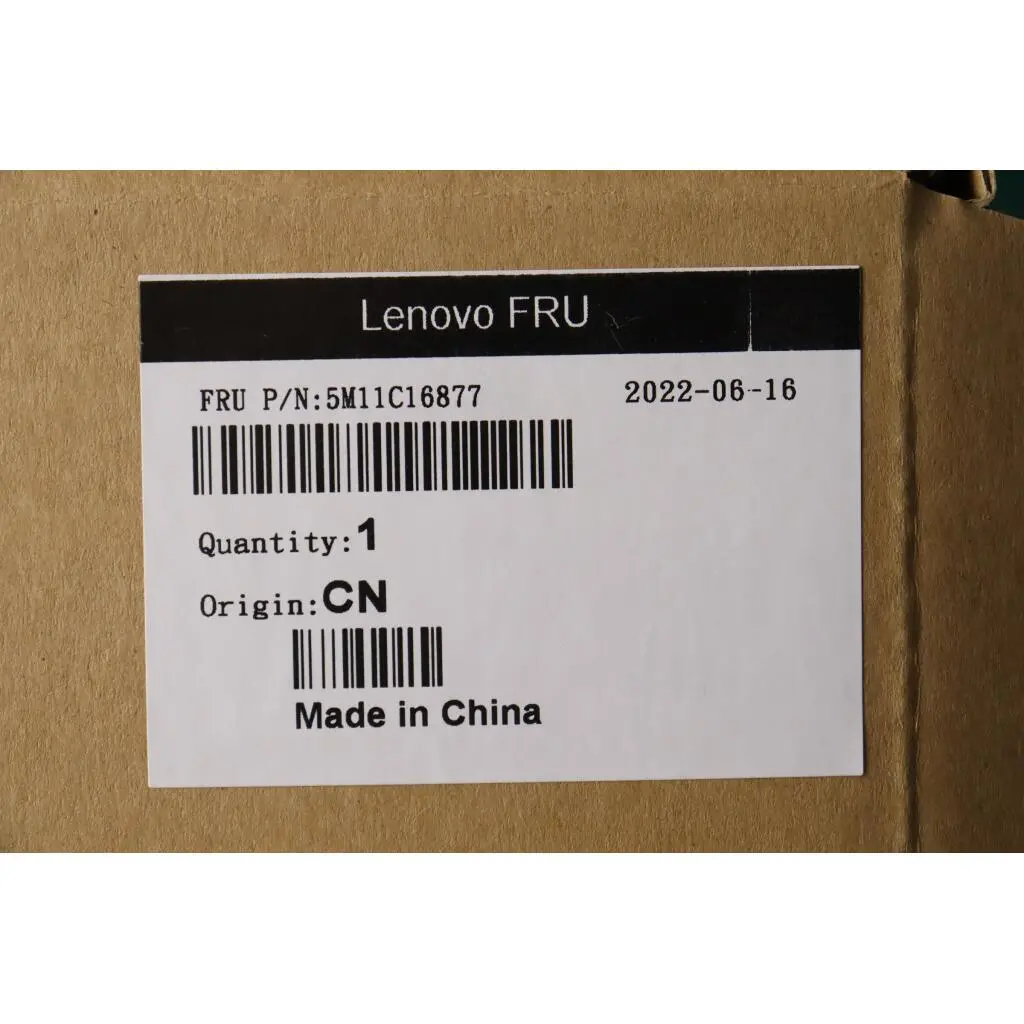 Lenovo FRU
FRU P/N:5M11C16877 2022-06-16
Quantity:1
Origin:CN
Made in China